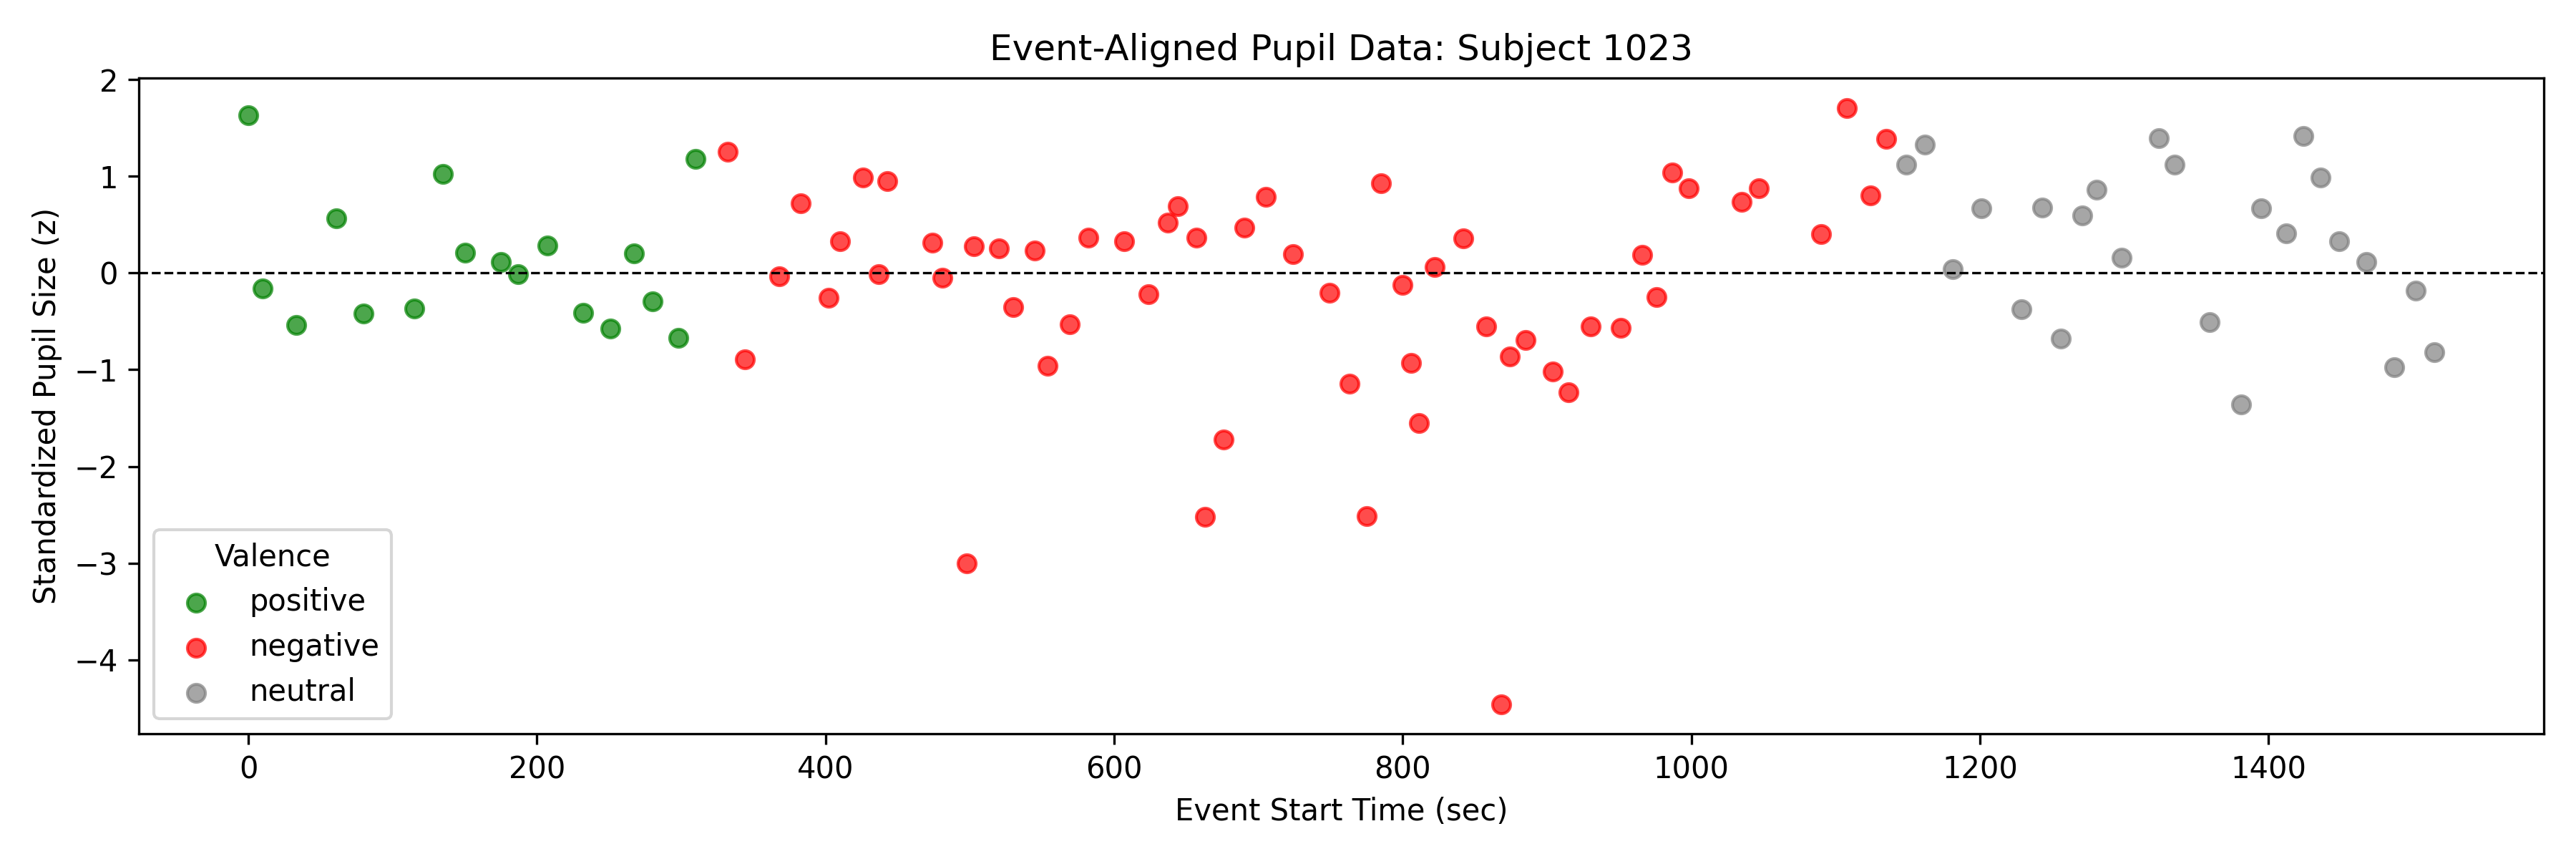 Event-Aligned Pupil Data: Subject 1023
Standardized Pupil Size (z)
2
1
0
−1
−2
−3
−4
Valence
positive
negative
neutral
0 200 400 600 800 1000 1200 1400
Event Start Time (sec)